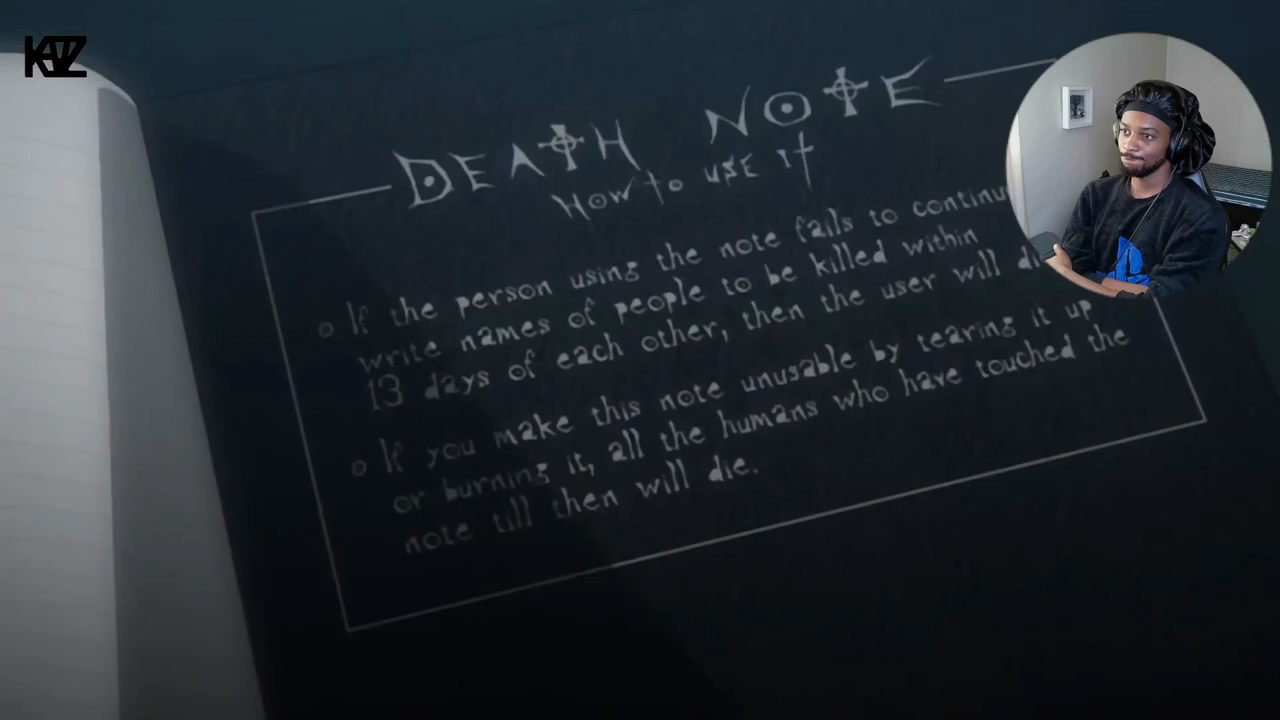 KVZ
DEATH NOTE
How to use it
o If the person using the note fails to continu
write names of people to be killed within
13 days of each other, then the user will di
o If you make this note unusable by tearing it up
or burning it, all the humans who have touched the
note till then will die.